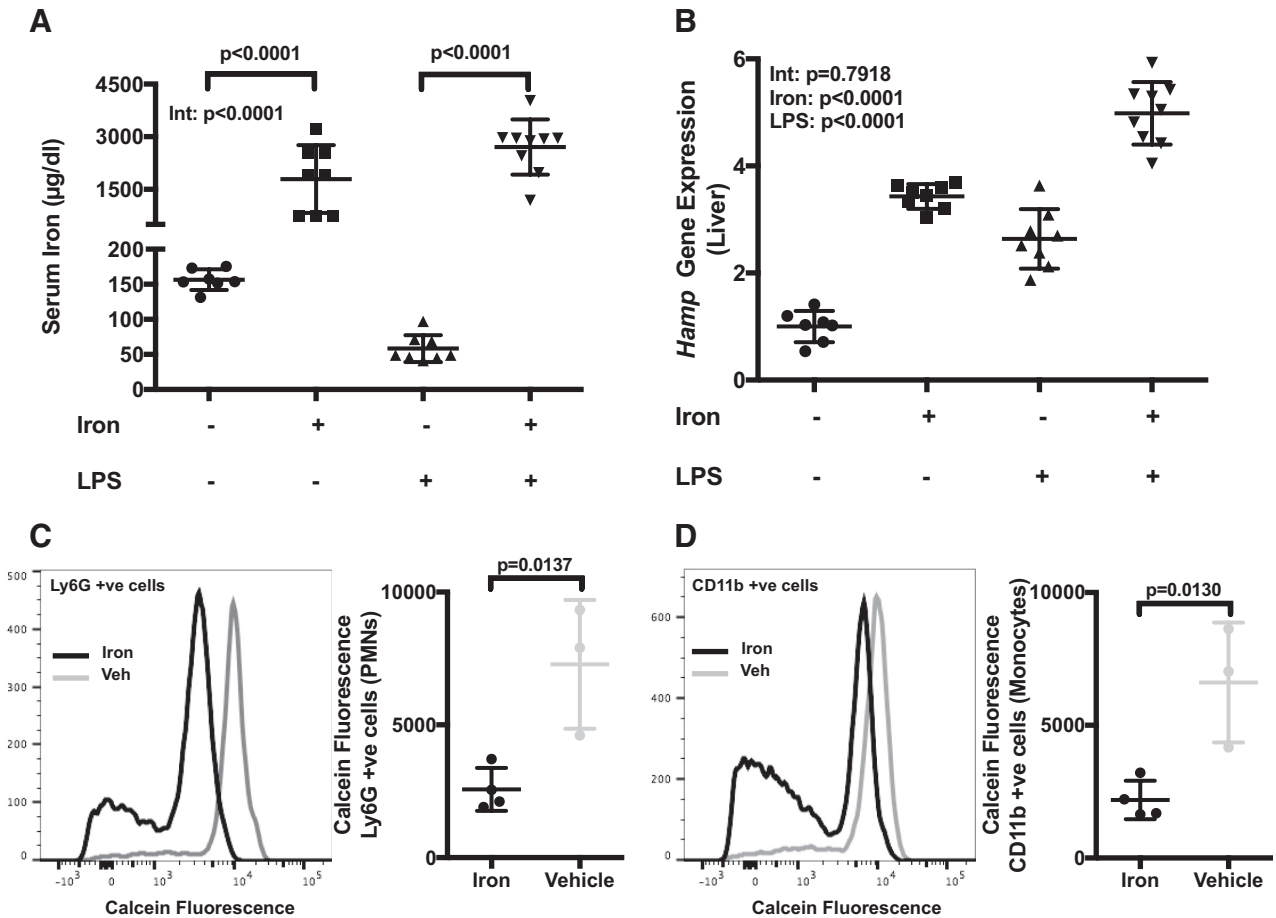 A
p<0.0001
p<0.0001
Int: p<0.0001
Serum Iron (µg/dl)
4500
3000
1500
200
150
100
50
0
Iron - + - +
LPS - - + +
B
Int: p=0.7918
Iron: p<0.0001
LPS: p<0.0001
Hamp Gene Expression
(Liver)
6
4
2
0
Iron - + - +
LPS - - + +
C
Ly6G +ve cells
Iron
Veh
500
400
300
200
100
0
-10³ 0 10³ 10⁴ 10⁵
Calcein Fluorescence
p=0.0137
Calcein Fluorescence
Ly6G +ve cells (PMNs)
10000
5000
0
Iron Vehicle
D
CD11b +ve cells
Iron
Veh
600
400
200
0
-10³ 0 10³ 10⁴ 10⁵
Calcein Fluorescence
p=0.0130
Calcein Fluorescence
CD11b +ve cells (Monocytes)
10000
5000
0
Iron Vehicle